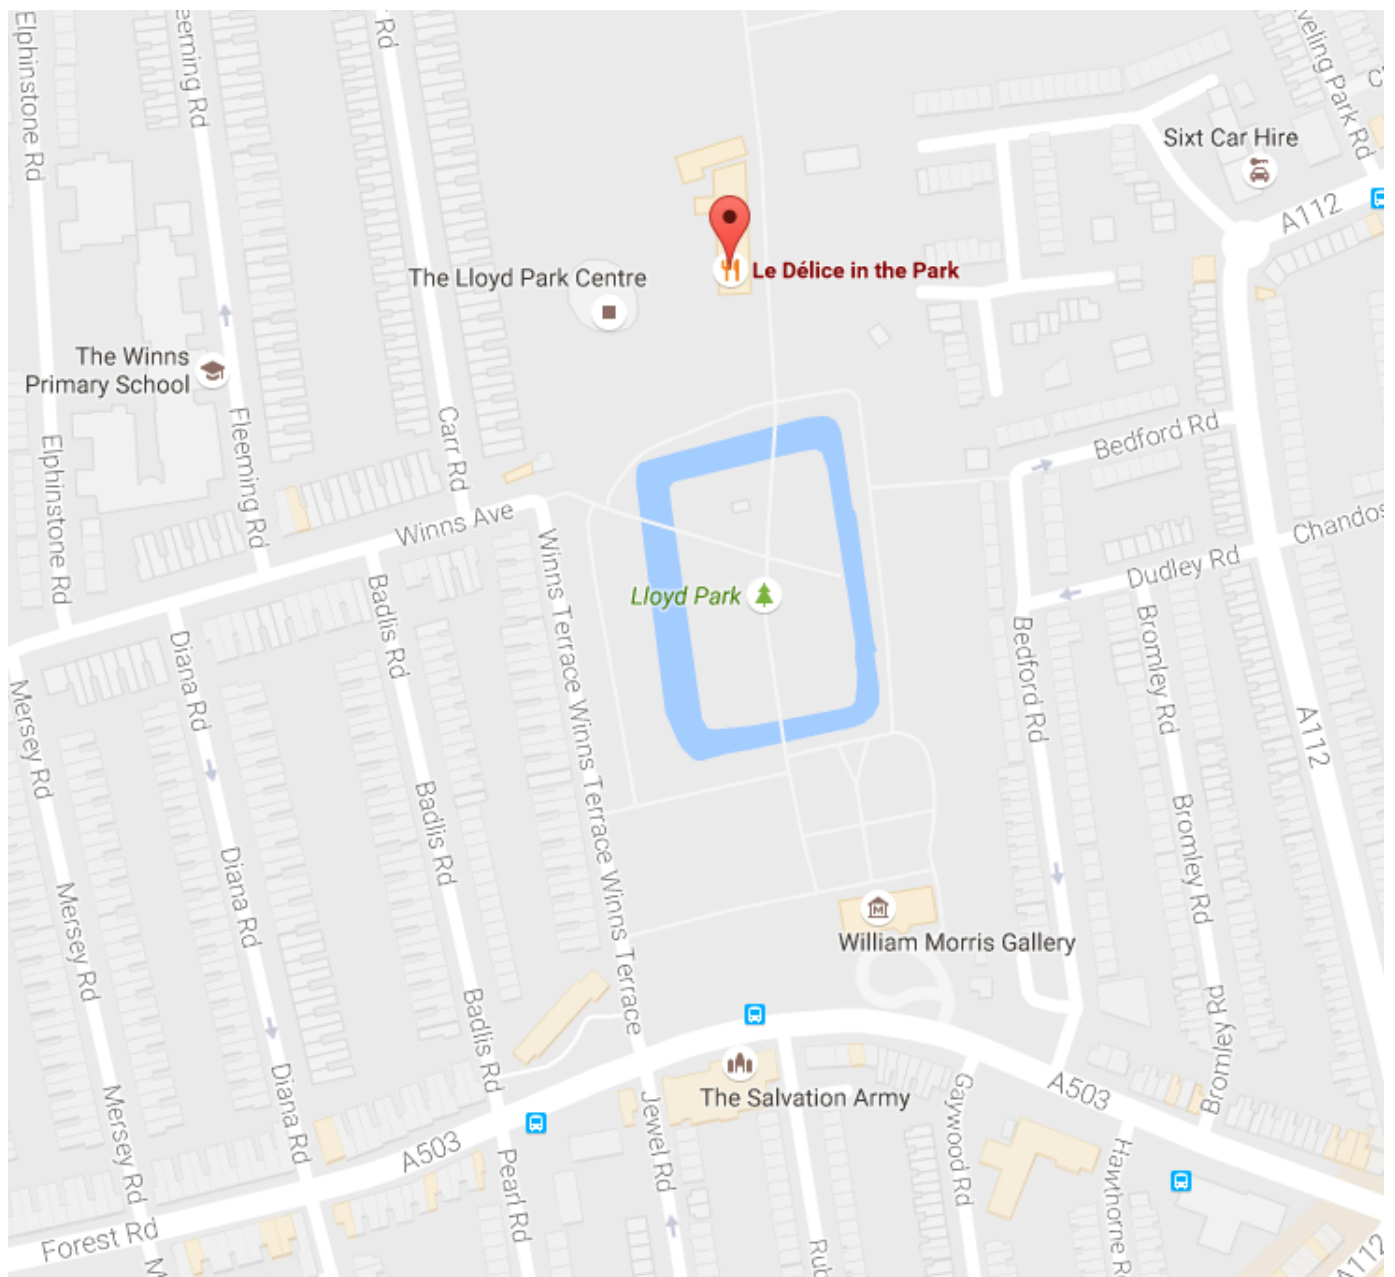 Elphinstone Rd
Fleeming Rd
Rd
Sixt Car Hire
A112
Le Délice in the Park
The Lloyd Park Centre
The Winns
Primary School
Elphinstone Rd
Fleeming Rd
Carr Rd
Winns Ave
Bedford Rd
Chandos
Dudley Rd
Lloyd Park
Winns Terrace Winns Terrace Winns Terrace
Badlis Rd
Diana Rd
Mersey Rd
Bedford Rd
Bromley Rd
A112
Badlis Rd
Diana Rd
Bromley Rd
Mersey Rd
William Morris Gallery
Badlis Rd
Bromley Rd
Diana Rd
Mersey Rd
The Salvation Army
A503
Jewel Rd
Gaywood Rd
A503
Pearl Rd
Hawthorne R
Forest Rd
Rub
A112
M